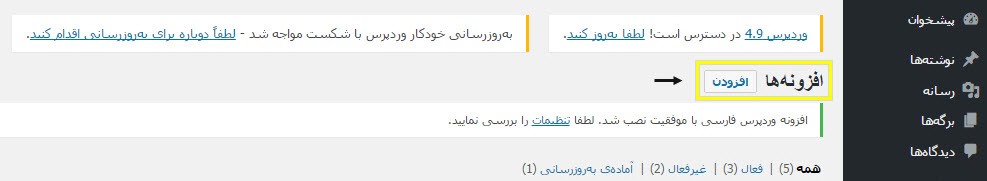 پیشخوان
نوشته‌ها
رسانه
برگه‌ها
دیدگاه‌ها
وردپرس 4.9 در دسترس است! لطفا به‌روز کنید.
به‌روزرسانی خودکار وردپرس با شکست مواجه شد - لطفاً دوباره برای به‌روزرسانی اقدام کنید.
افزونه‌ها افزودن
افزونه وردپرس فارسی با موفقیت نصب شد. لطفا تنظیمات را بررسی نمایید.
همه (5) | فعال (3) | غیرفعال (2) | آماده‌ی به‌روزرسانی (1)